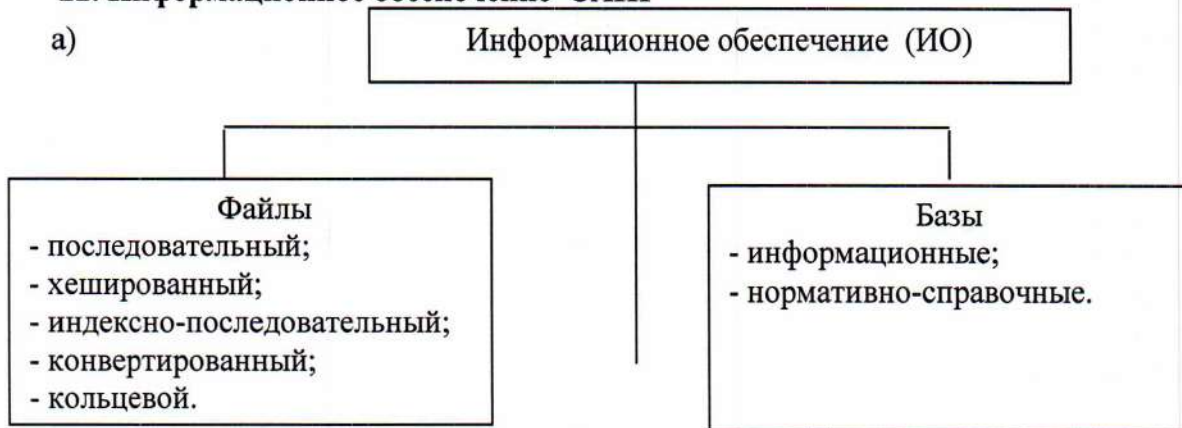 а)
Информационное обеспечение (ИО)
Файлы
- последовательный;
- хешированный;
- индексно-последовательный;
- конвертированный;
- кольцевой.
Базы
- информационные;
- нормативно-справочные.